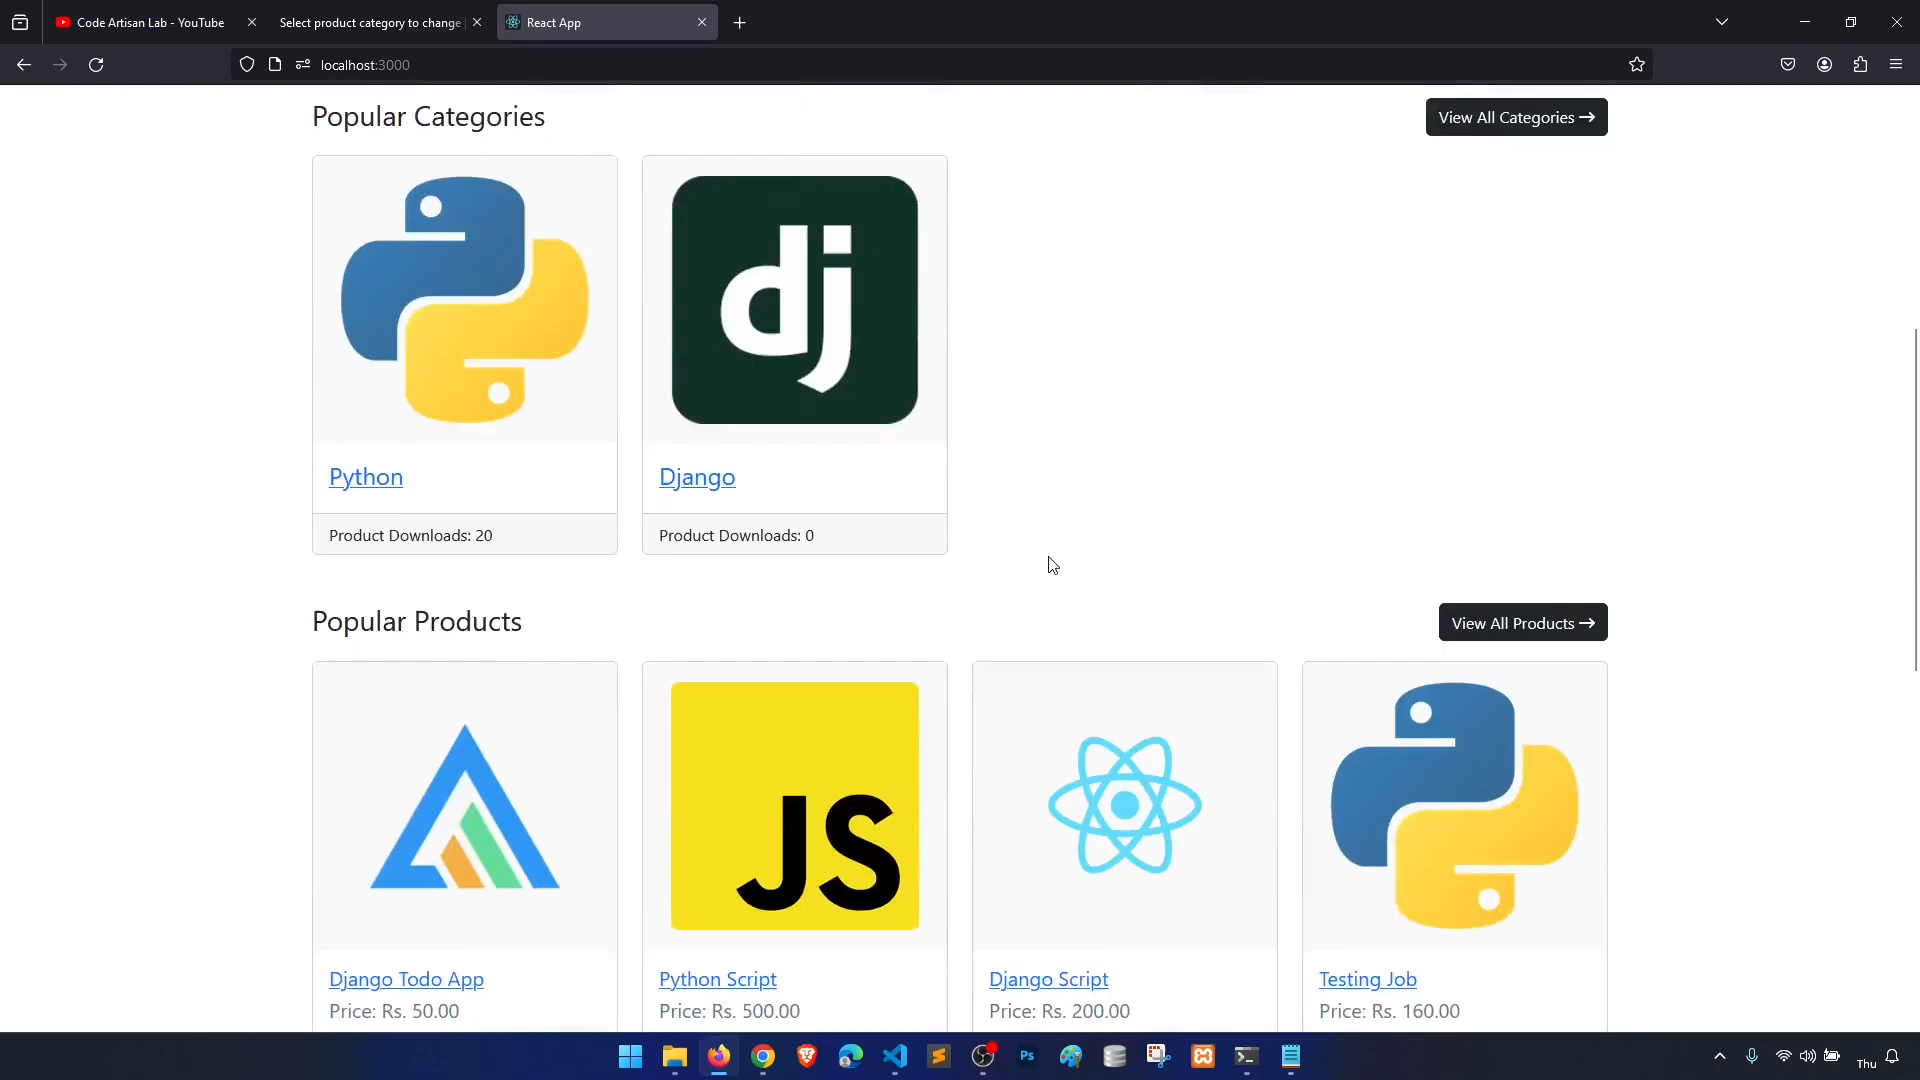 Code Artisan Lab - YouTube
Select product category to change
React App
localhost:3000
Popular Categories
View All Categories →
dj
Python
Django
Product Downloads: 20
Product Downloads: 0
Popular Products
View All Products →
JS
Django Todo App
Python Script
Django Script
Testing Job
Price: Rs. 50.00
Price: Rs. 500.00
Price: Rs. 200.00
Price: Rs. 160.00
Ps
Thu